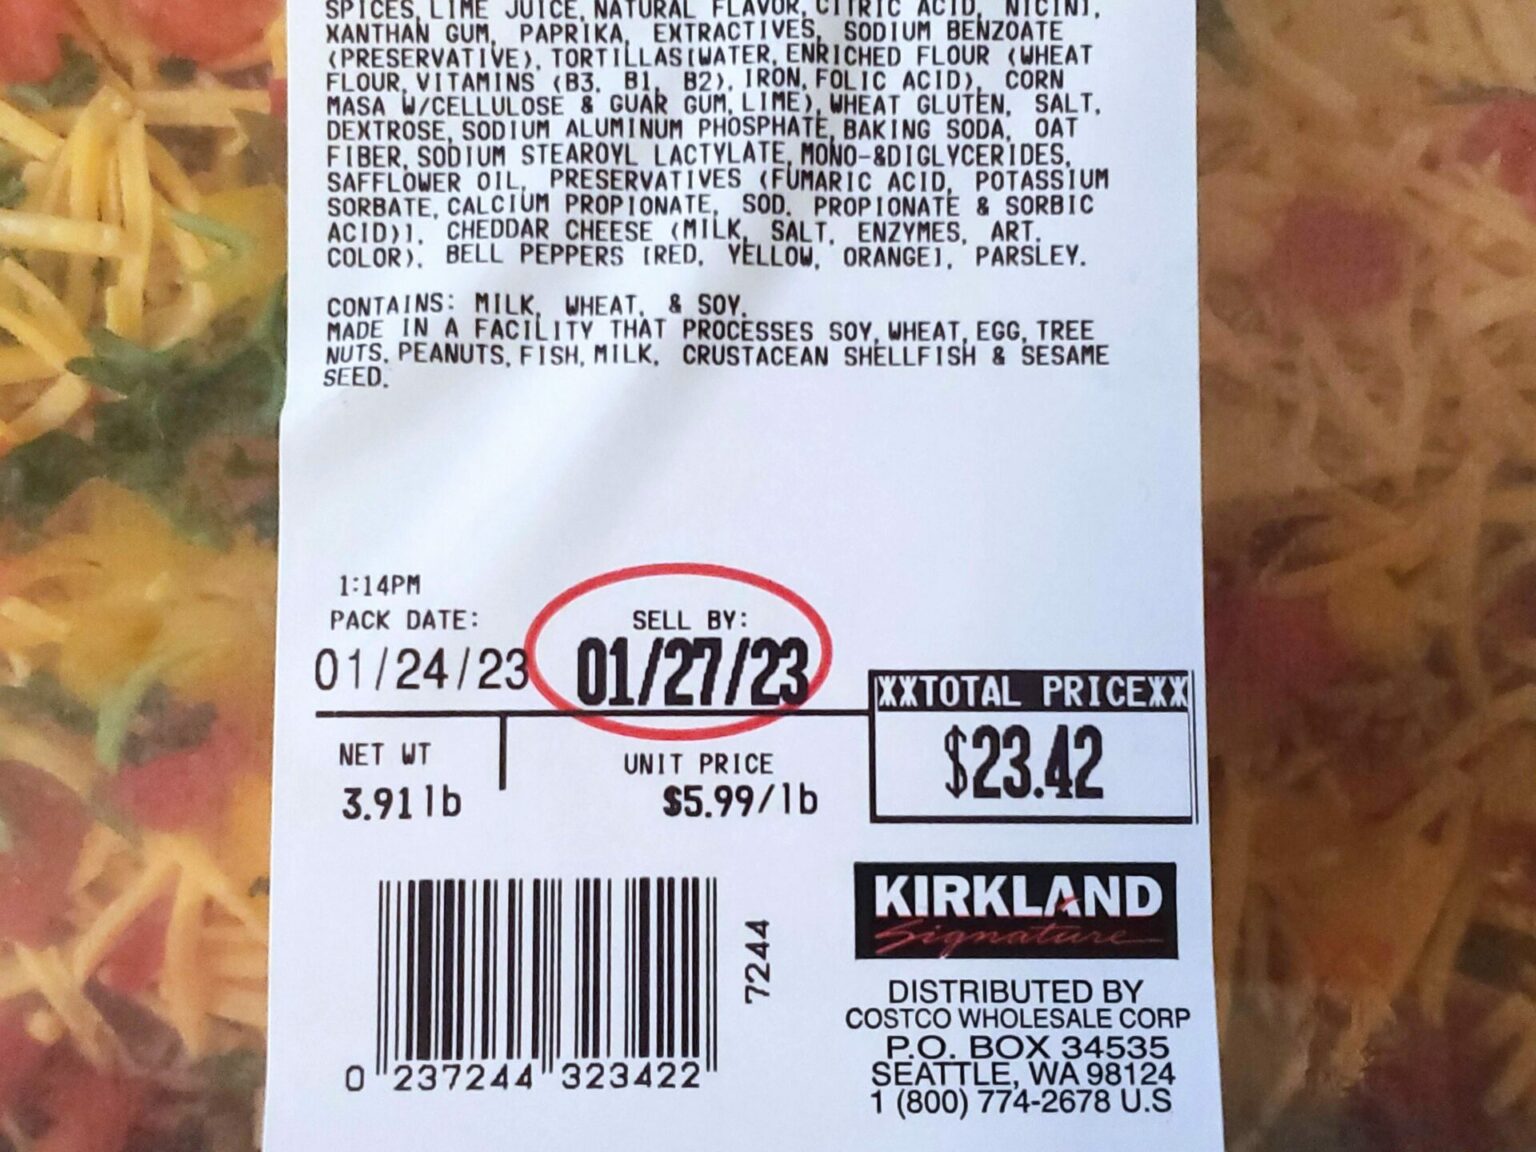 SPICES, LIME JUICE, NATURAL FLAVOR, CITRIC ACID, NICIN],
XANTHAN GUM, PAPRIKA, EXTRACTIVES, SODIUM BENZOATE
(PRESERVATIVE), TORTILLAS[WATER, ENRICHED FLOUR (WHEAT
FLOUR, VITAMINS (B3, B1, B2), IRON, FOLIC ACID), CORN
MASA W/CELLULOSE & GUAR GUM, LIME), WHEAT GLUTEN, SALT,
DEXTROSE, SODIUM ALUMINUM PHOSPHATE, BAKING SODA, OAT
FIBER, SODIUM STEAROYL LACTYLATE, MONO-&DIGLYCERIDES,
SAFFLOWER OIL, PRESERVATIVES (FUMARIC ACID, POTASSIUM
SORBATE, CALCIUM PROPIONATE, SOD. PROPIONATE & SORBIC
ACID)], CHEDDAR CHEESE (MILK, SALT, ENZYMES, ART.
COLOR), BELL PEPPERS [RED, YELLOW, ORANGE], PARSLEY.
CONTAINS: MILK, WHEAT, & SOY.
MADE IN A FACILITY THAT PROCESSES SOY, WHEAT, EGG, TREE
NUTS, PEANUTS, FISH, MILK, CRUSTACEAN SHELLFISH & SESAME
SEED.
1:14PM
PACK DATE:
01/24/23
SELL BY:
01/27/23
XXTOTAL PRICEXX
$23.42
NET WT
3.91lb
UNIT PRICE
$5.99/lb
0 237244 323422
7244
KIRKLAND
Signature
DISTRIBUTED BY
COSTCO WHOLESALE CORP
P.O. BOX 34535
SEATTLE, WA 98124
1 (800) 774-2678 U.S